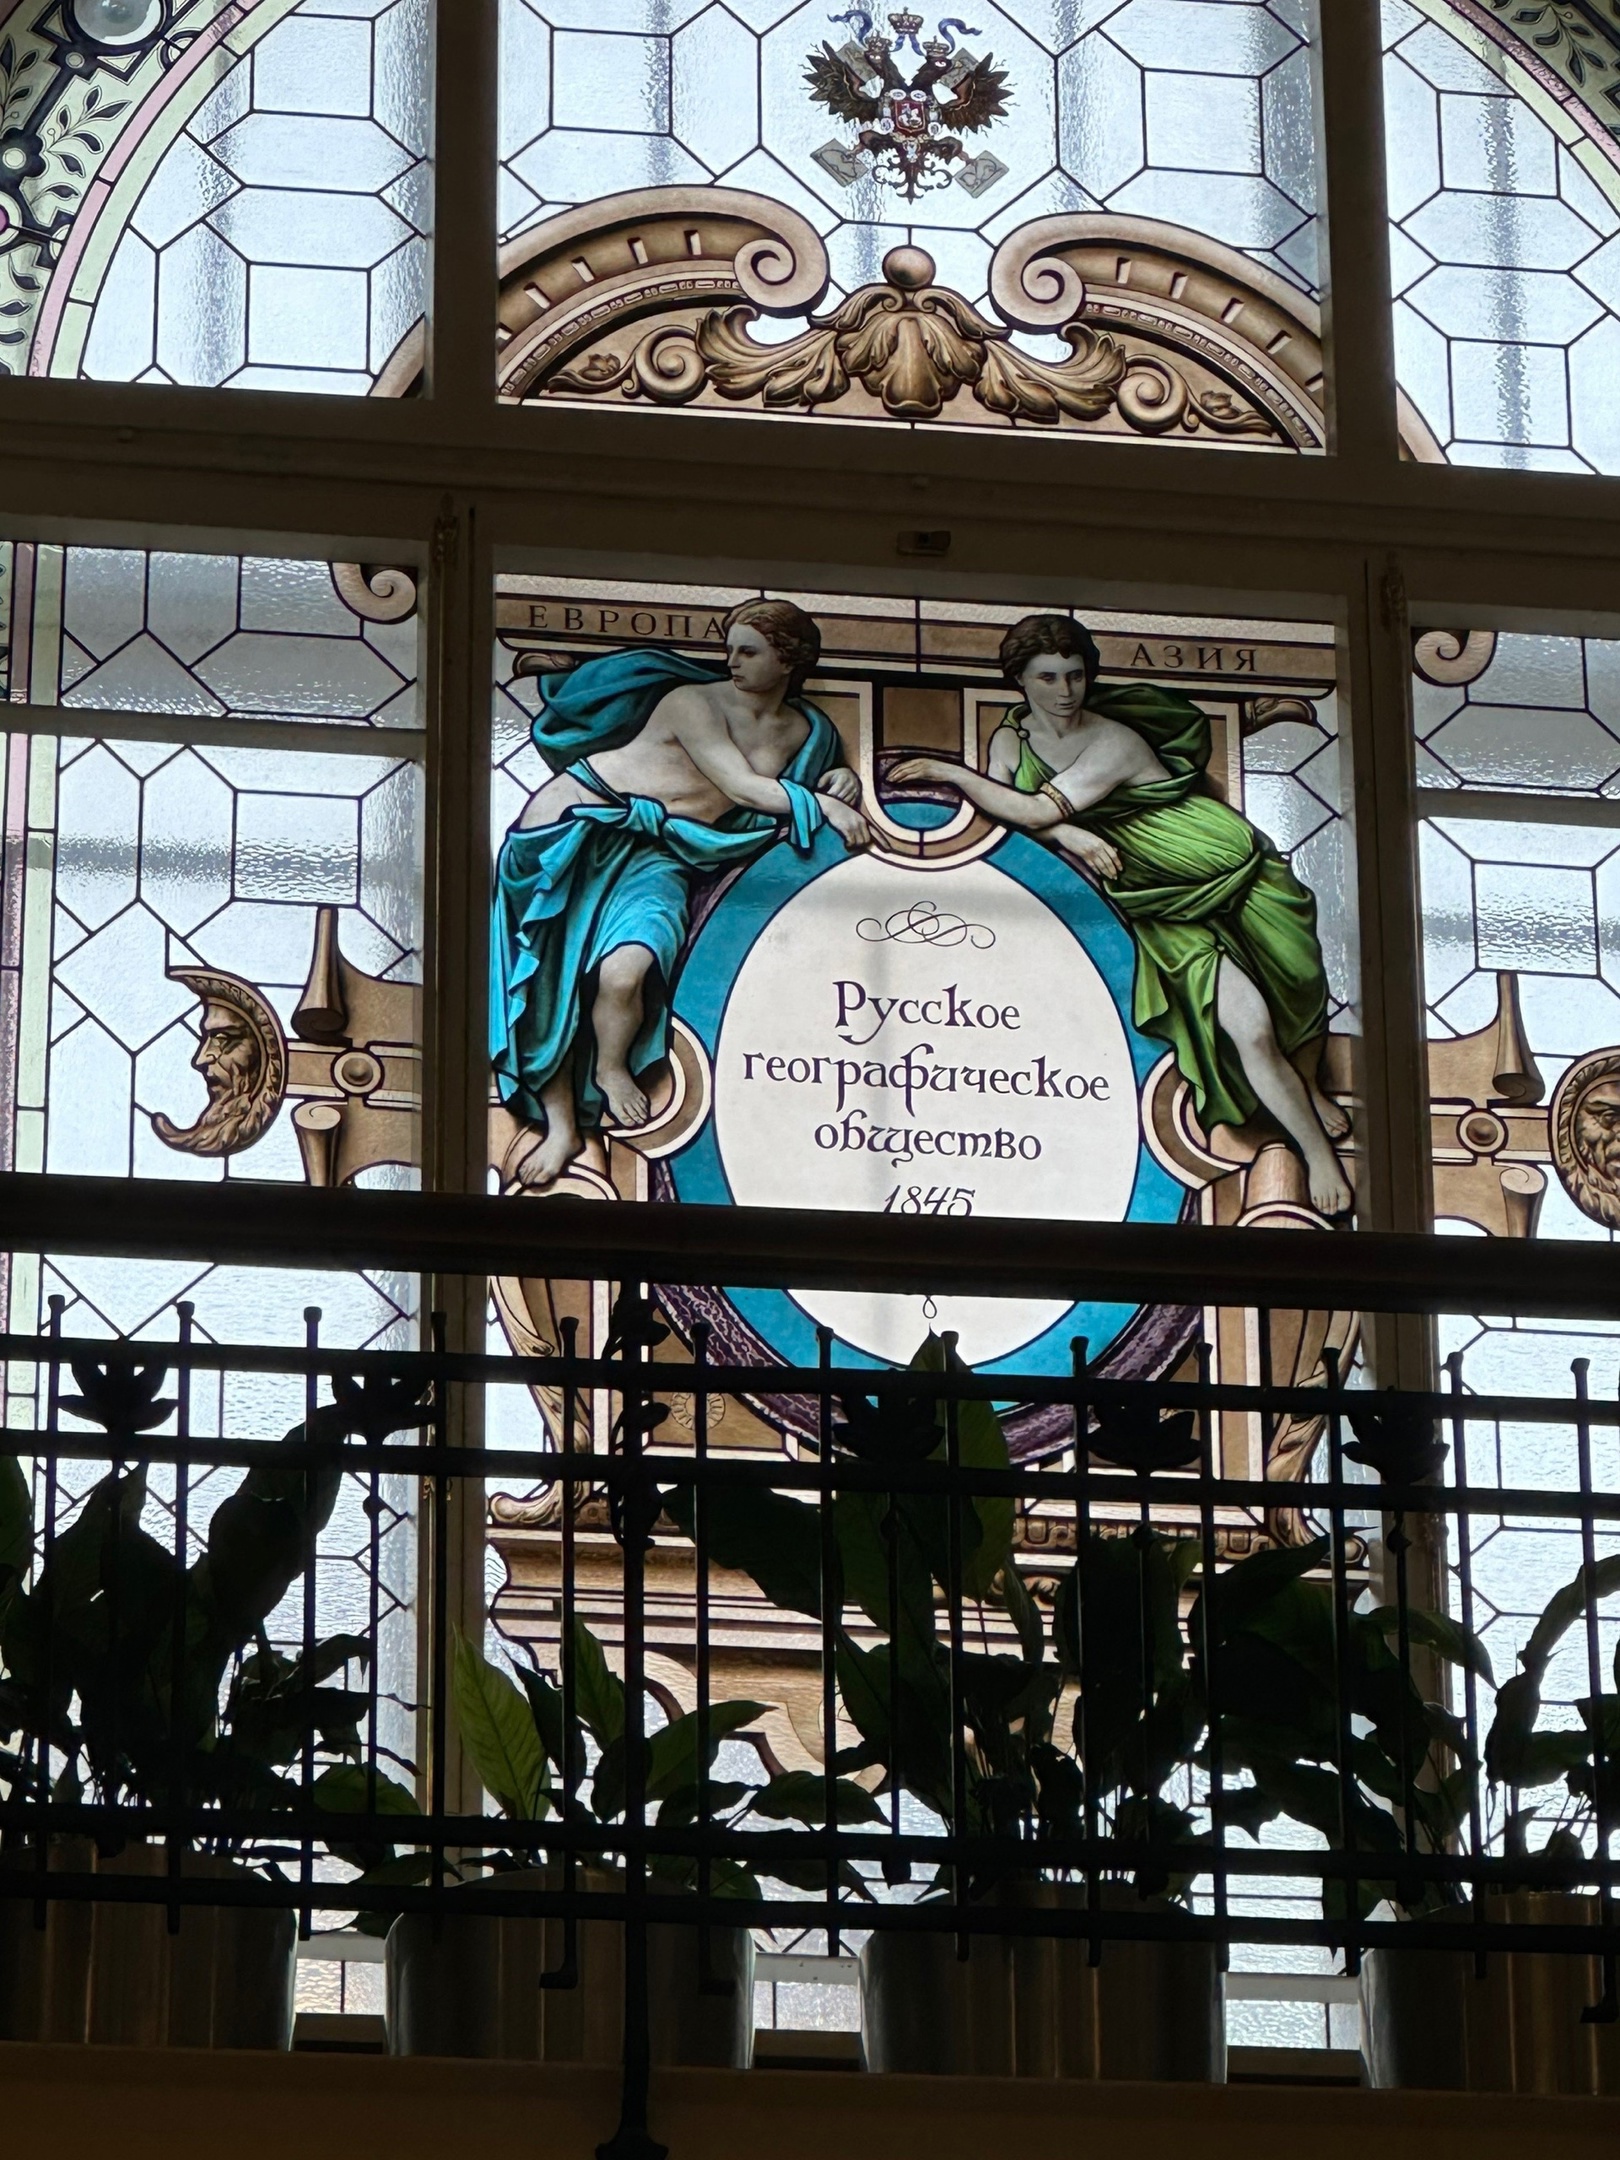 ЕВРОПА
АЗИЯ
Русское
географическое
общество
1845